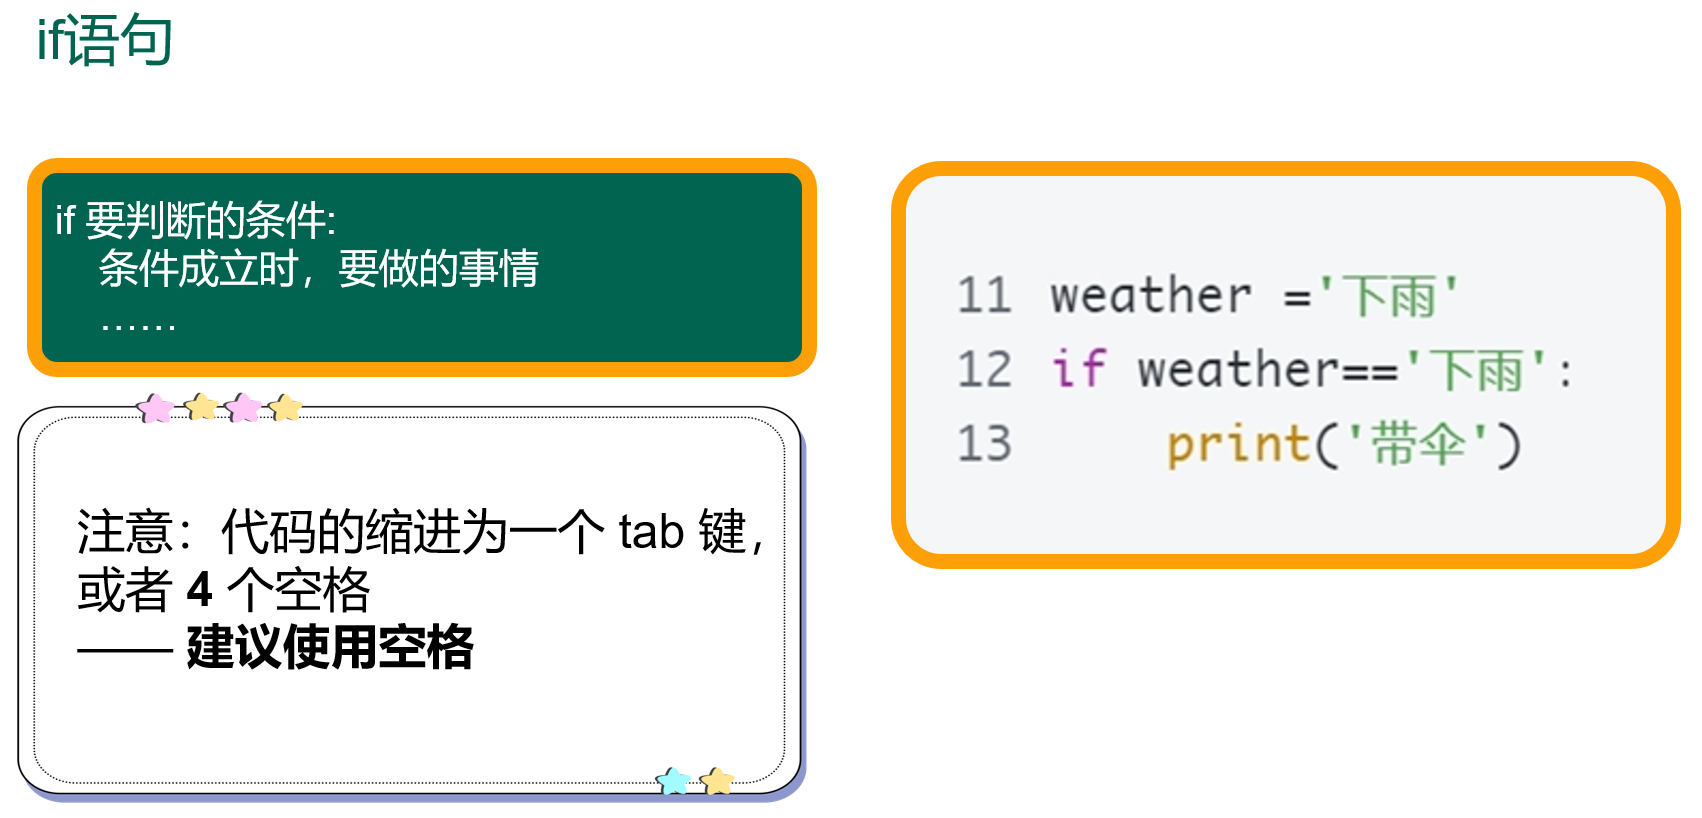 if语句
if 要判断的条件:
    条件成立时，要做的事情
    ……
注意：代码的缩进为一个 tab 键，
或者 4 个空格
—— 建议使用空格
11 weather ='下雨'
12 if weather=='下雨':
13     print('带伞')